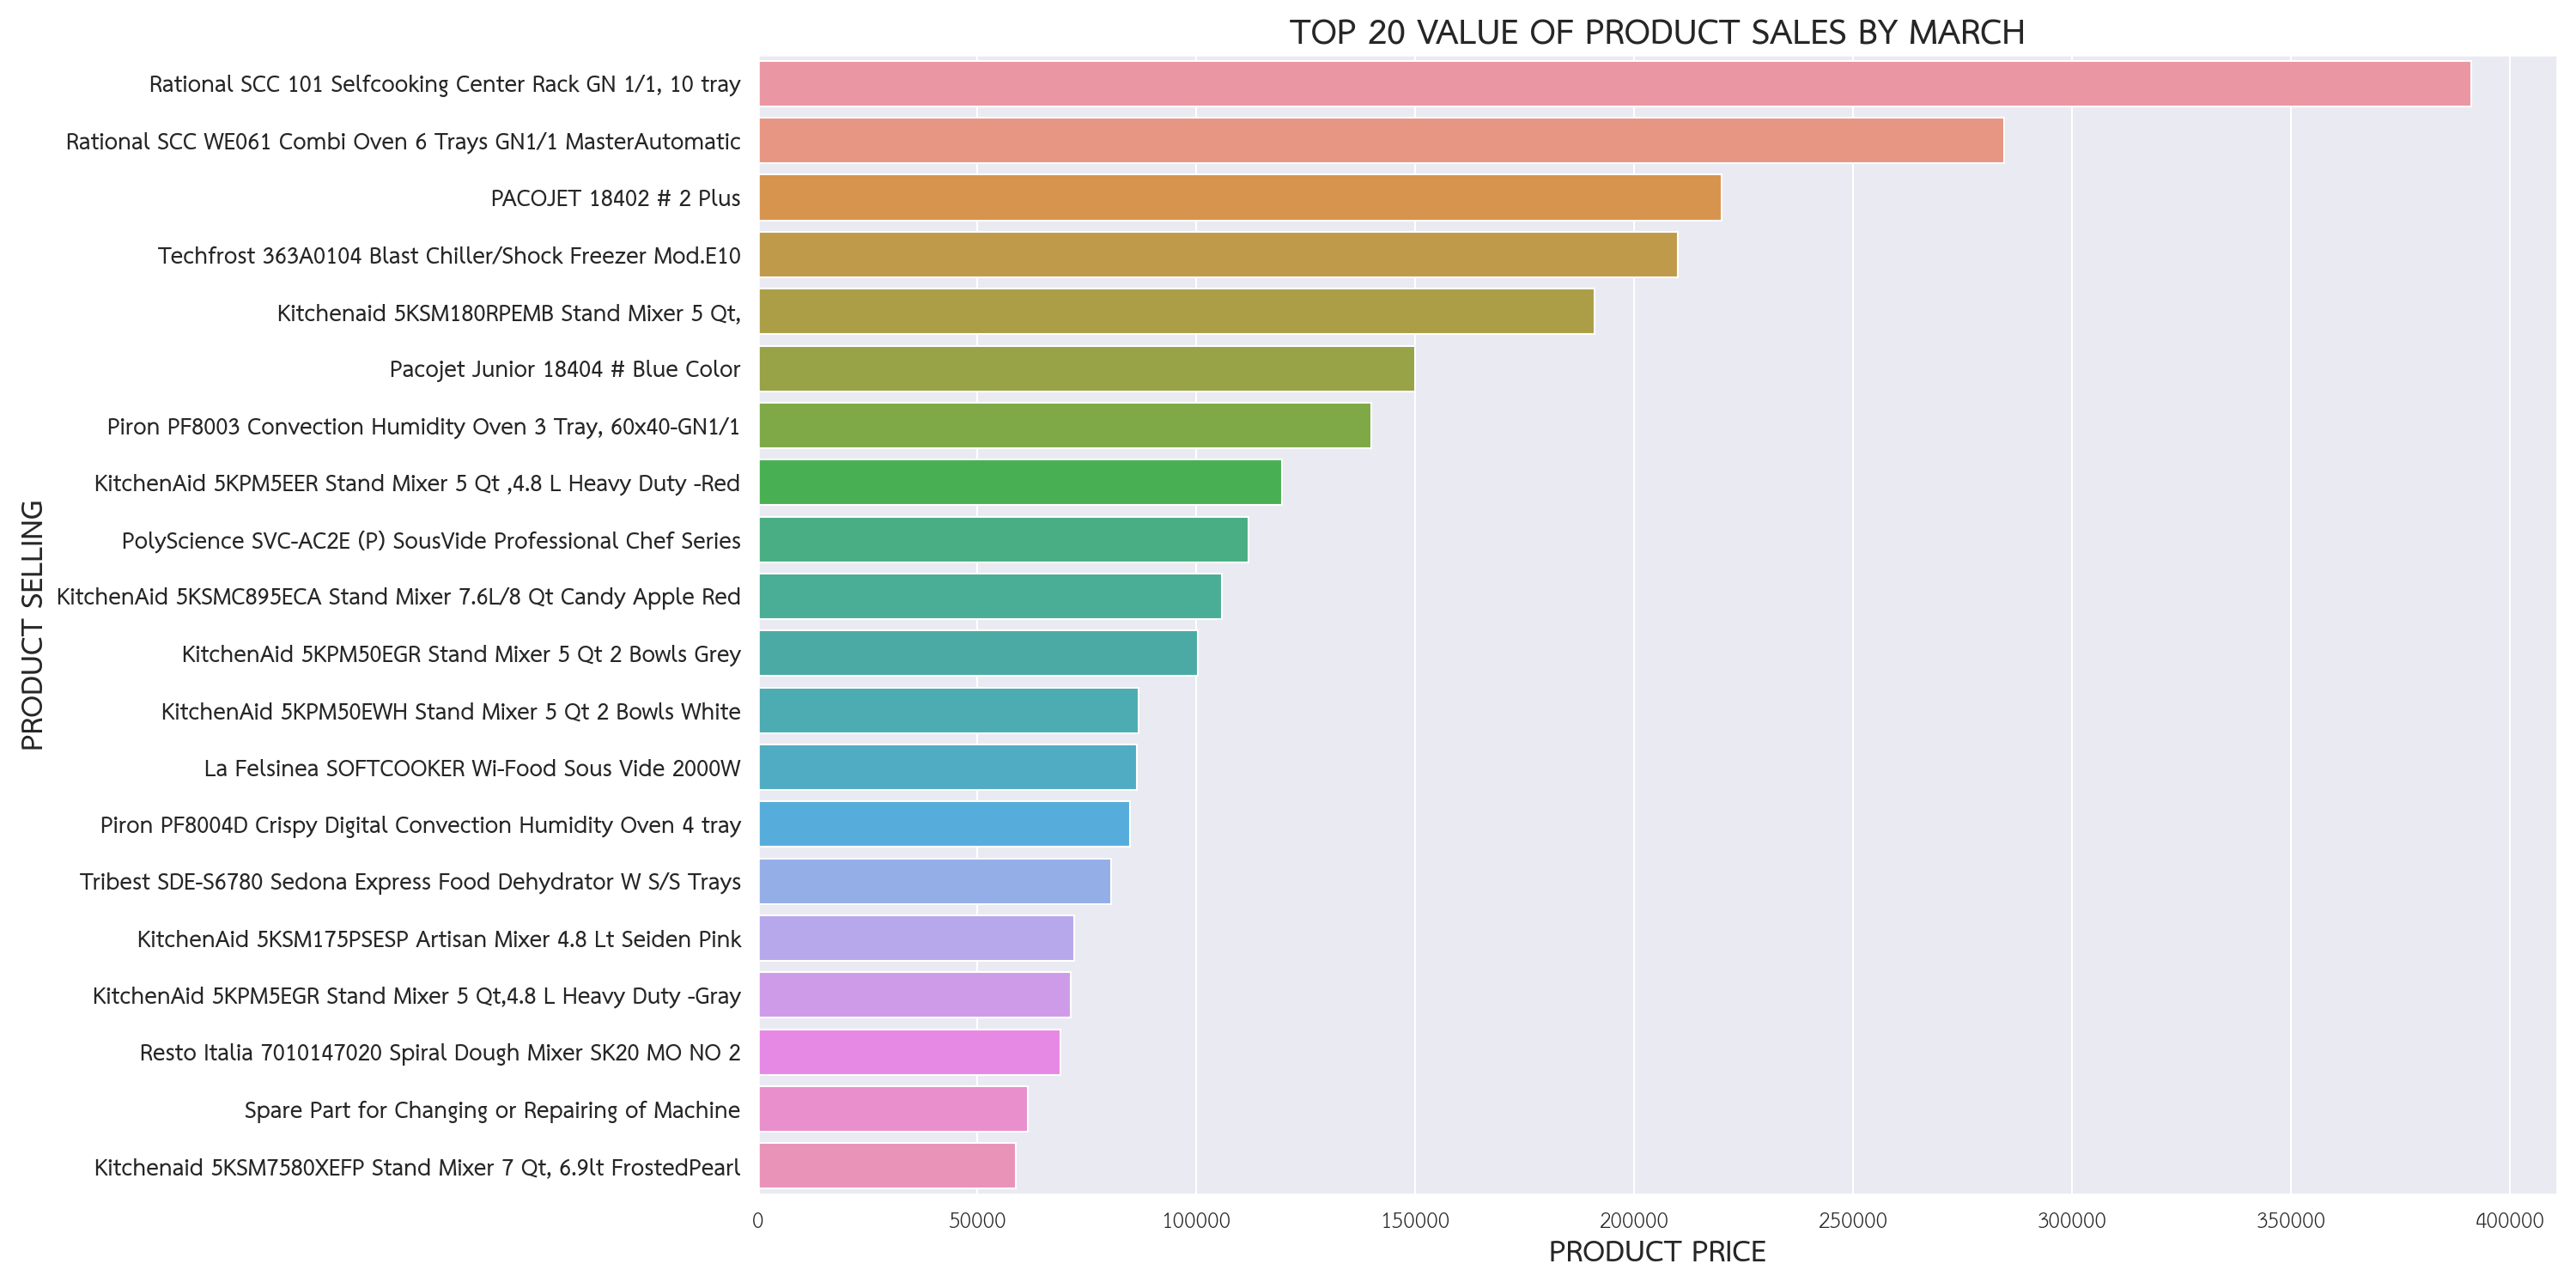 TOP 20 VALUE OF PRODUCT SALES BY MARCH
PRODUCT SELLING
Rational SCC 101 Selfcooking Center Rack GN 1/1, 10 tray
Rational SCC WE061 Combi Oven 6 Trays GN1/1 MasterAutomatic
PACOJET 18402 # 2 Plus
Techfrost 363A0104 Blast Chiller/Shock Freezer Mod.E10
Kitchenaid 5KSM180RPEMB Stand Mixer 5 Qt,
Pacojet Junior 18404 # Blue Color
Piron PF8003 Convection Humidity Oven 3 Tray, 60x40-GN1/1
KitchenAid 5KPM5EER Stand Mixer 5 Qt ,4.8 L Heavy Duty -Red
PolyScience SVC-AC2E (P) SousVide Professional Chef Series
KitchenAid 5KSMC895ECA Stand Mixer 7.6L/8 Qt Candy Apple Red
KitchenAid 5KPM50EGR Stand Mixer 5 Qt 2 Bowls Grey
KitchenAid 5KPM50EWH Stand Mixer 5 Qt 2 Bowls White
La Felsinea SOFTCOOKER Wi-Food Sous Vide 2000W
Piron PF8004D Crispy Digital Convection Humidity Oven 4 tray
Tribest SDE-S6780 Sedona Express Food Dehydrator W S/S Trays
KitchenAid 5KSM175PSESP Artisan Mixer 4.8 Lt Seiden Pink
KitchenAid 5KPM5EGR Stand Mixer 5 Qt,4.8 L Heavy Duty -Gray
Resto Italia 7010147020 Spiral Dough Mixer SK20 MO NO 2
Spare Part for Changing or Repairing of Machine
Kitchenaid 5KSM7580XEFP Stand Mixer 7 Qt, 6.9lt FrostedPearl
0 50000 100000 150000 200000 250000 300000 350000 400000
PRODUCT PRICE